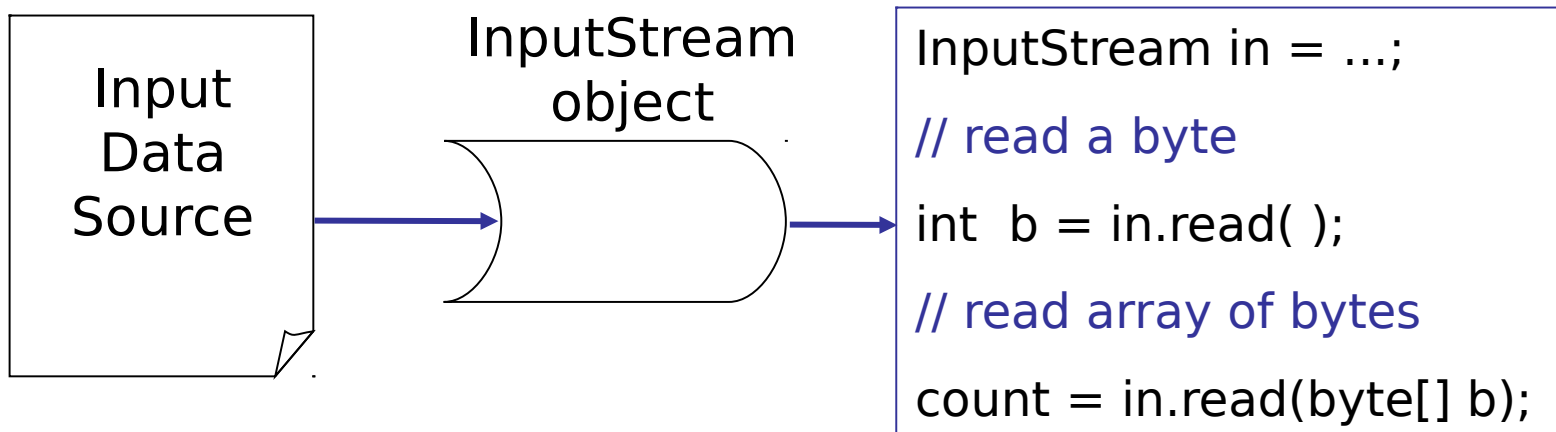 Input
Data
Source
InputStream
object
InputStream in = ...;
// read a byte
int  b = in.read( );
// read array of bytes
count = in.read(byte[] b);